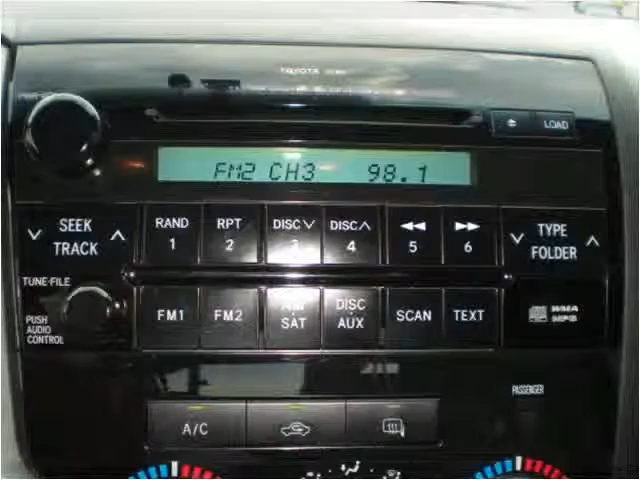 TOYOTA
LOAD
FM2 CH3 98.1
SEEK TRACK
RAND 1
RPT 2
DISC 3
DISC 4
5
6
TYPE FOLDER
TUNE·FILE
PUSH AUDIO CONTROL
FM1
FM2
SAT
DISC AUX
SCAN
TEXT
WMA MP3
PASSENGER
A/C